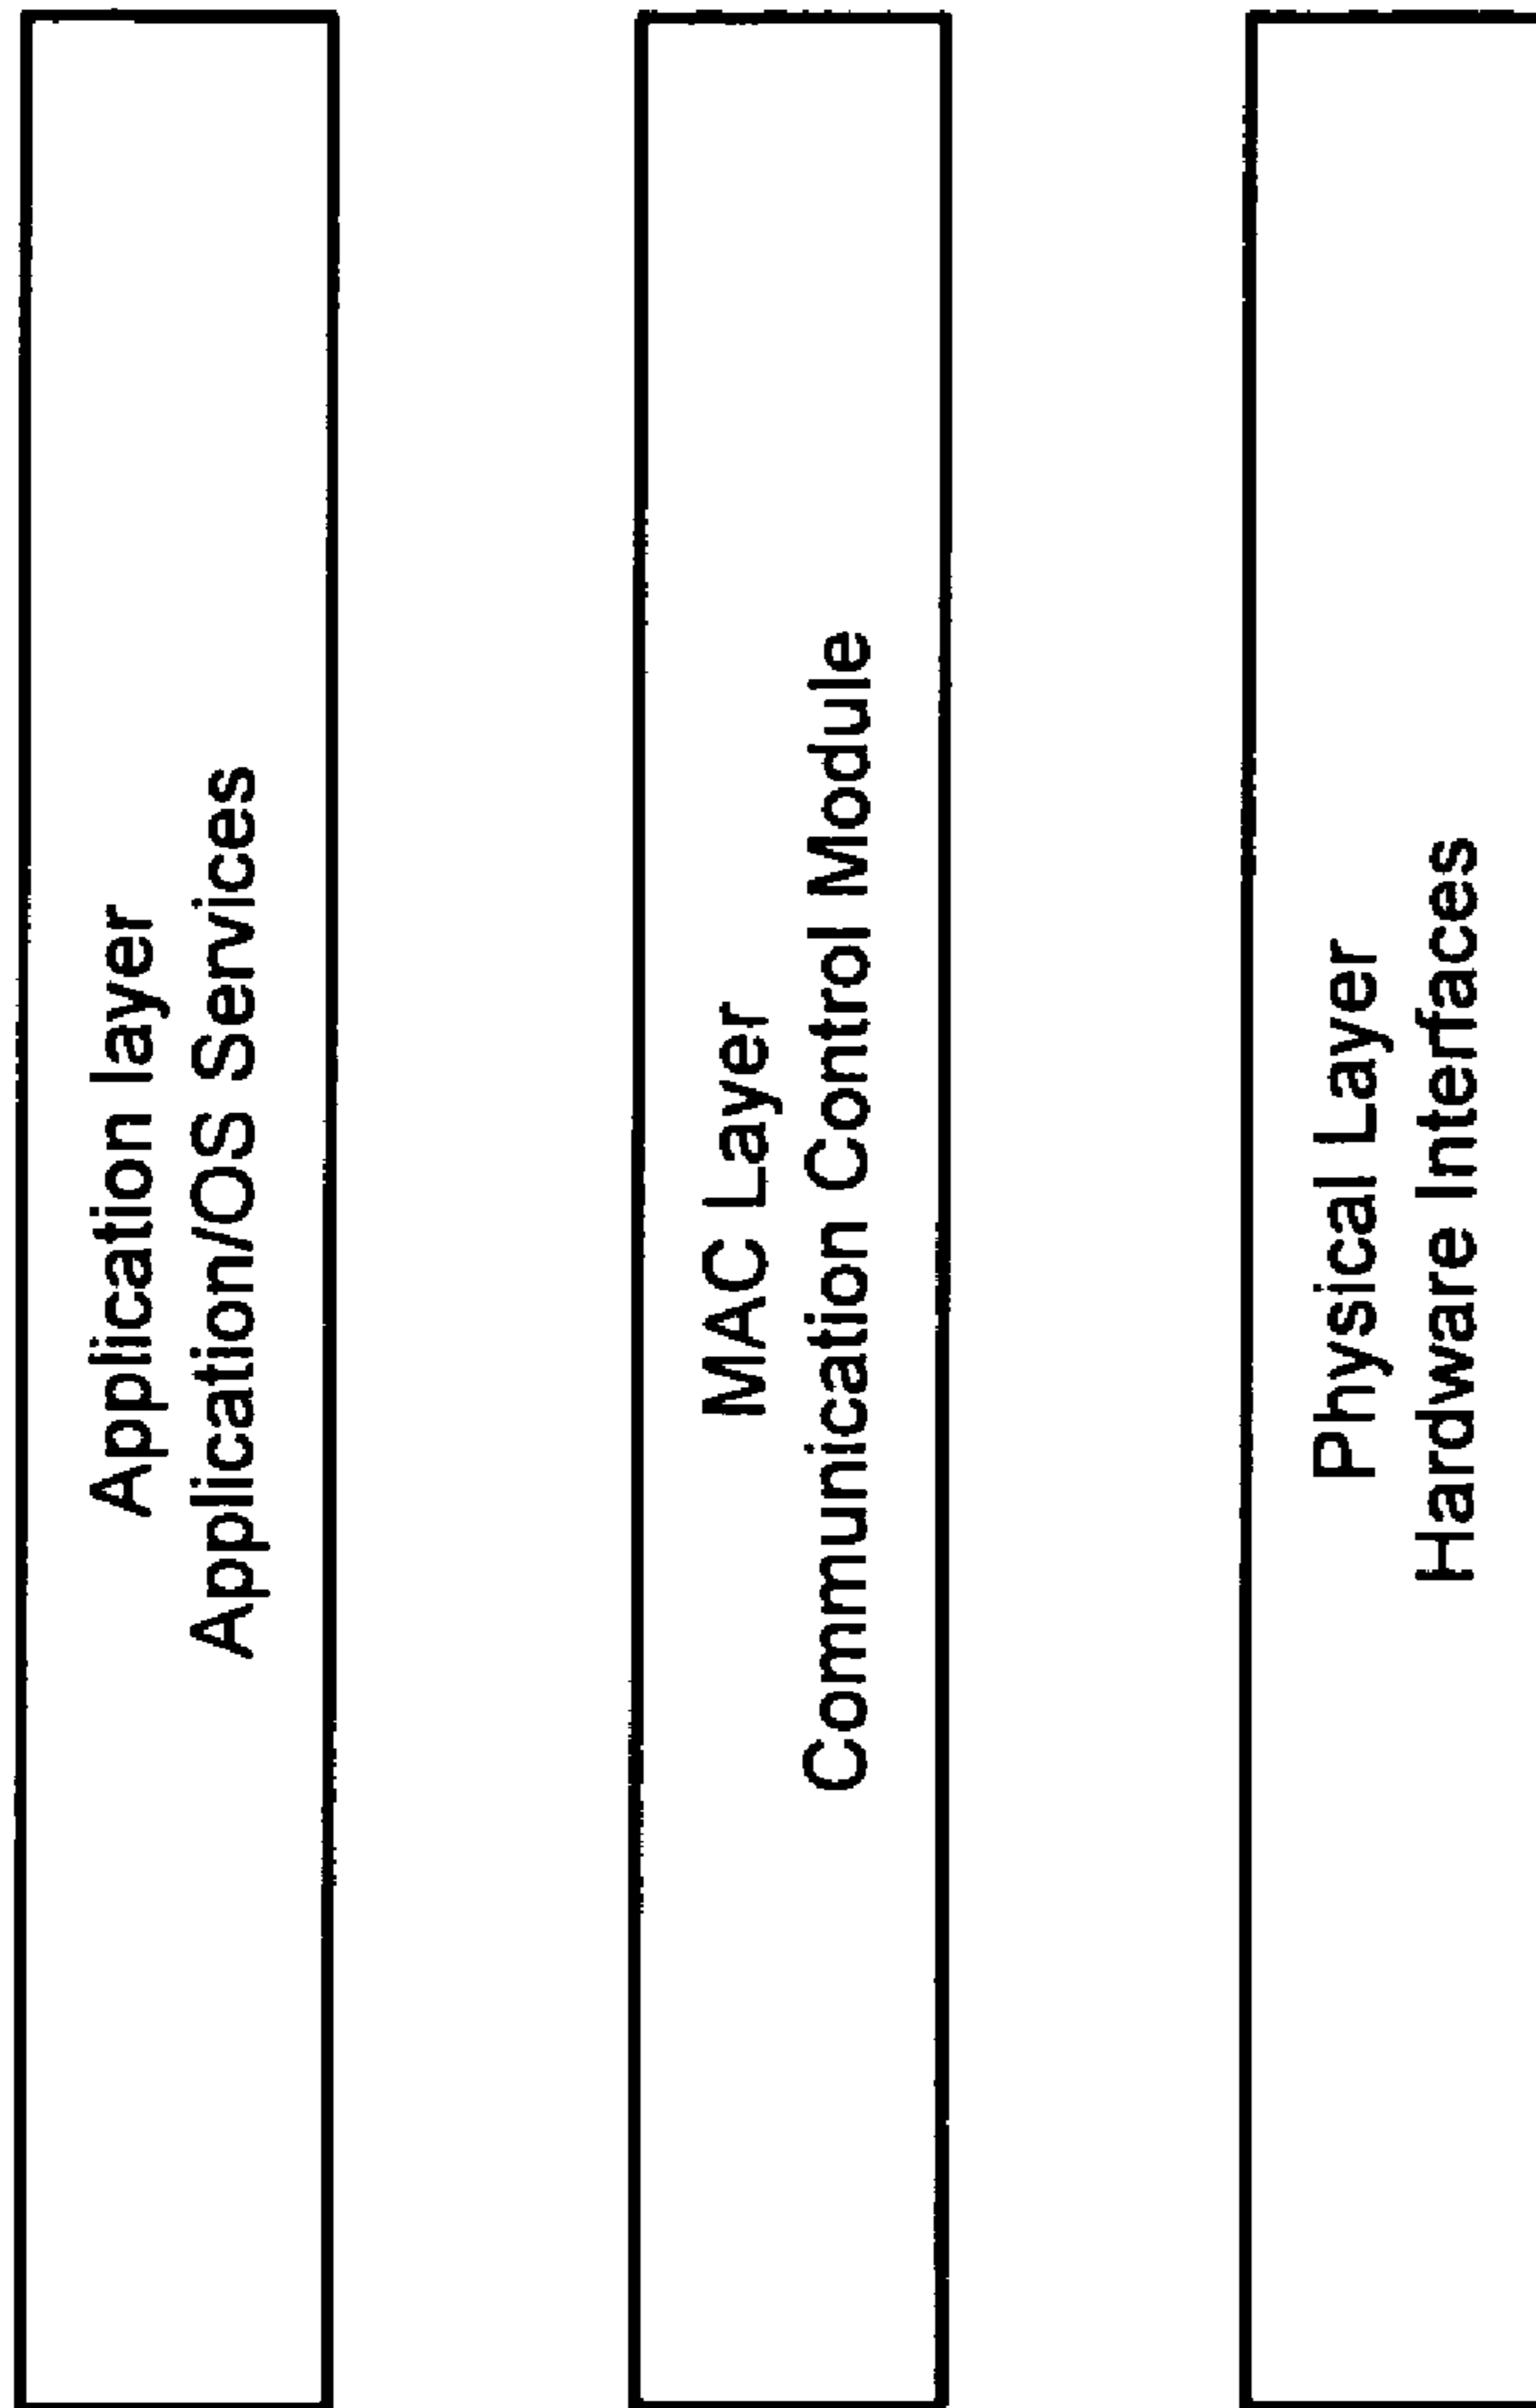 Application layer
Application/OS Services
MAC Layer
Communication Control Module
Physical Layer
Hardware Interfaces